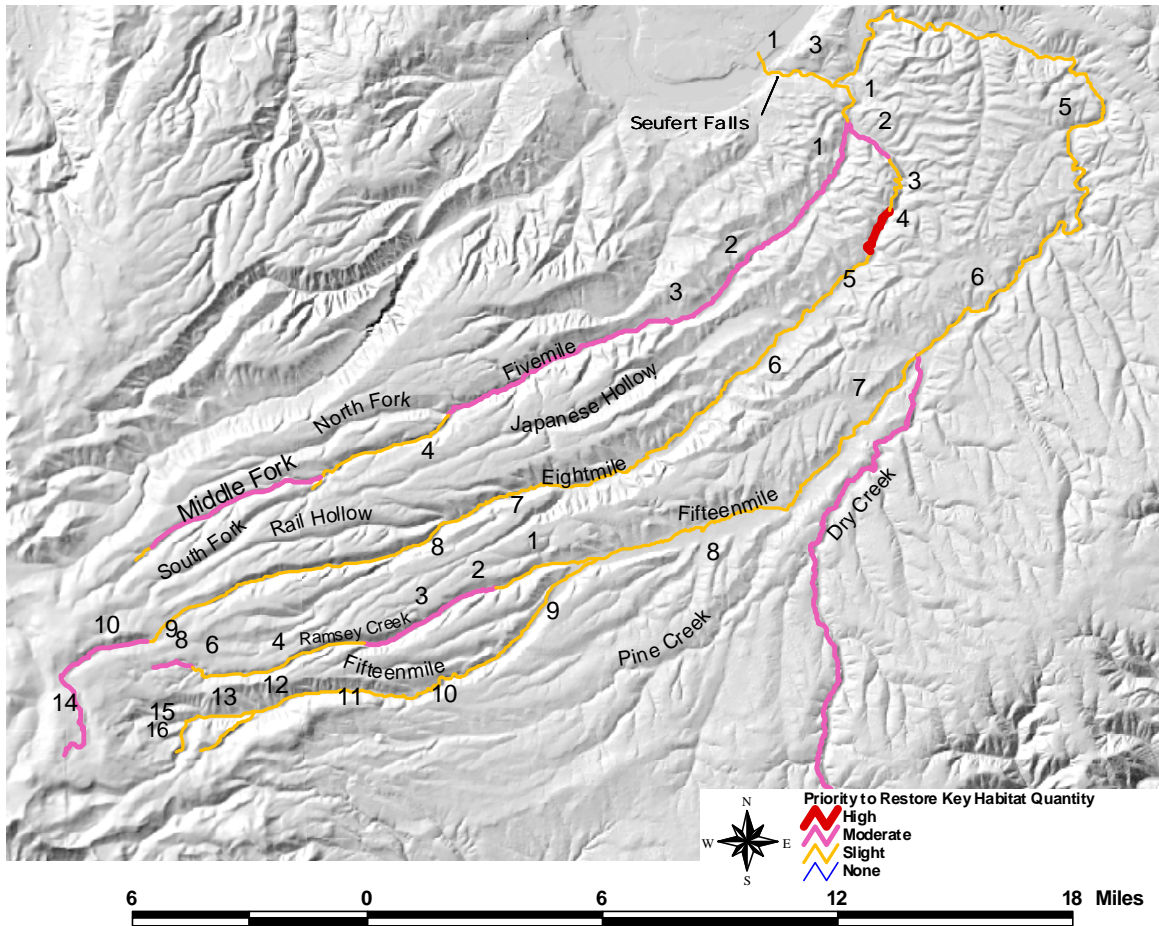 1
3
1
Seufert Falls
2
5
1
3
4
2
5
6
3
Fivemile
6
7
Japanese Hollow
North Fork
4
Eightmile
Middle Fork
7
Fifteenmile
Dry Creek
Rail Hollow
South Fork
8
1
8
2
3
9
10
9
8
6
4
Ramsey Creek
Pine Creek
Fifteenmile
12
13
11
10
14
15
16
Priority to Restore Key Habitat Quantity
High
Moderate
Slight
None
N
W
E
S
6 0 6 12 18 Miles